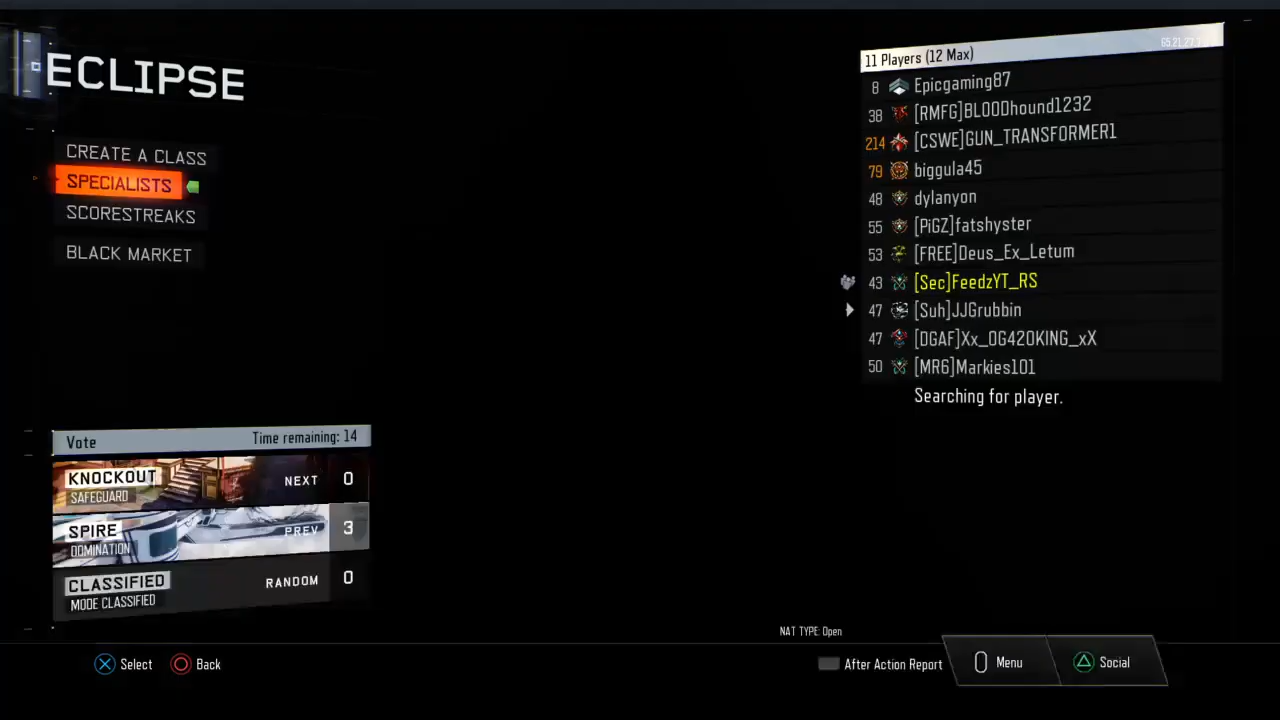 ECLIPSE
CREATE A CLASS
SPECIALISTS
SCORESTREAKS
BLACK MARKET
11 Players (12 Max)
8 Epicgaming87
38 [RMFG]BLOODhound1232
214 [CSWE]GUN_TRANSFORMER1
79 biggula45
48 dylanyon
55 [PiGZ]fatshyster
53 [FREE]Deus_Ex_Letum
43 [Sec]FeedzYT_RS
47 [Suh]JJGrubbin
47 [DGAF]Xx_OG420KING_xX
50 [MR6]Markies101
Searching for player.
Vote Time remaining: 14
KNOCKOUT NEXT 0
SAFEGUARD
SPIRE PREV 3
DOMINATION
CLASSIFIED RANDOM 0
MODE CLASSIFIED
NAT TYPE: Open
Select Back After Action Report Menu Social